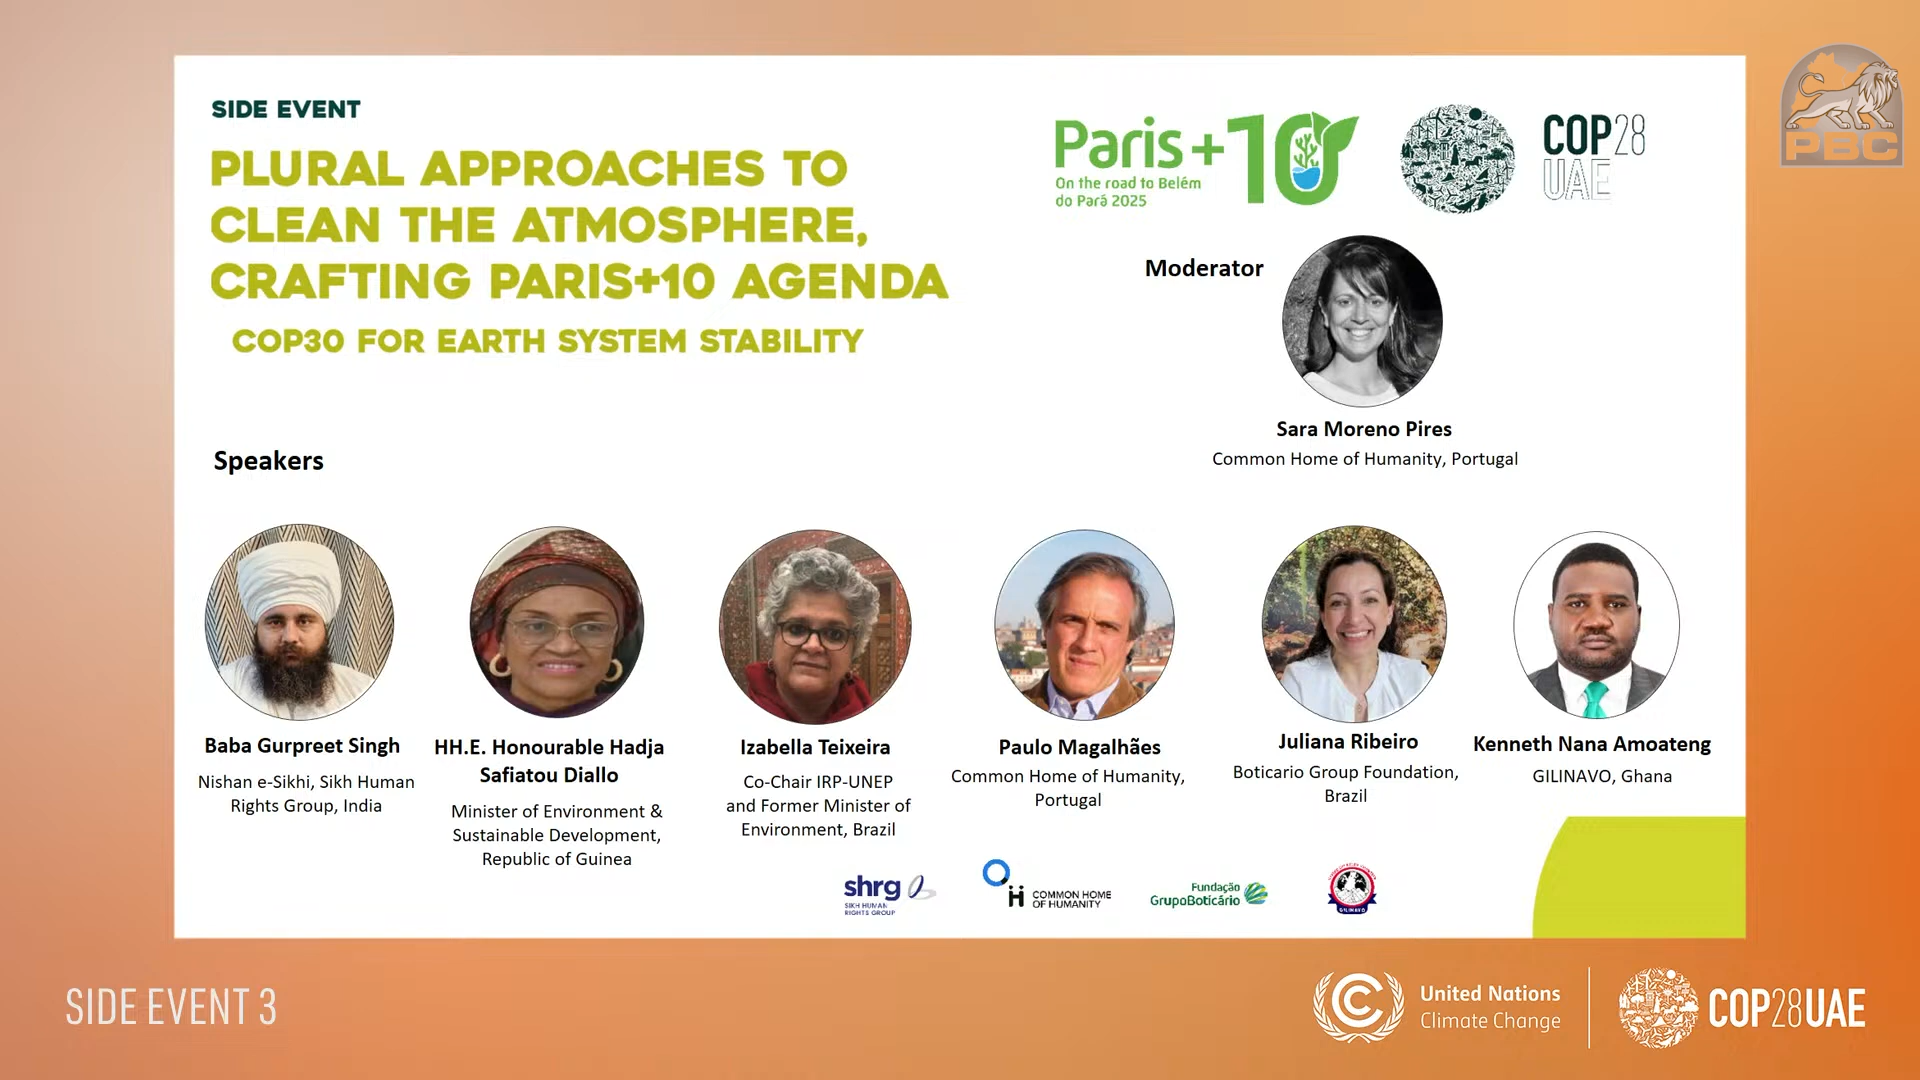 SIDE EVENT
PLURAL APPROACHES TO
CLEAN THE ATMOSPHERE,
CRAFTING PARIS+10 AGENDA
COP30 FOR EARTH SYSTEM STABILITY
Paris+10
On the road to Belém
do Pará 2025
COP28
UAE
PBC
Moderator
Sara Moreno Pires
Common Home of Humanity, Portugal
Speakers
Baba Gurpreet Singh
Nishan e-Sikhi, Sikh Human
Rights Group, India
HH.E. Honourable Hadja
Safiatou Diallo
Minister of Environment &
Sustainable Development,
Republic of Guinea
Izabella Teixeira
Co-Chair IRP-UNEP
and Former Minister of
Environment, Brazil
Paulo Magalhães
Common Home of Humanity,
Portugal
Juliana Ribeiro
Boticario Group Foundation,
Brazil
Kenneth Nana Amoateng
GILINAVO, Ghana
shrg
SIKH HUMAN
RIGHTS GROUP
COMMON HOME
OF HUMANITY
Fundação
GrupoBoticário
GILINAVO
SIDE EVENT 3
United Nations
Climate Change
COP28UAE